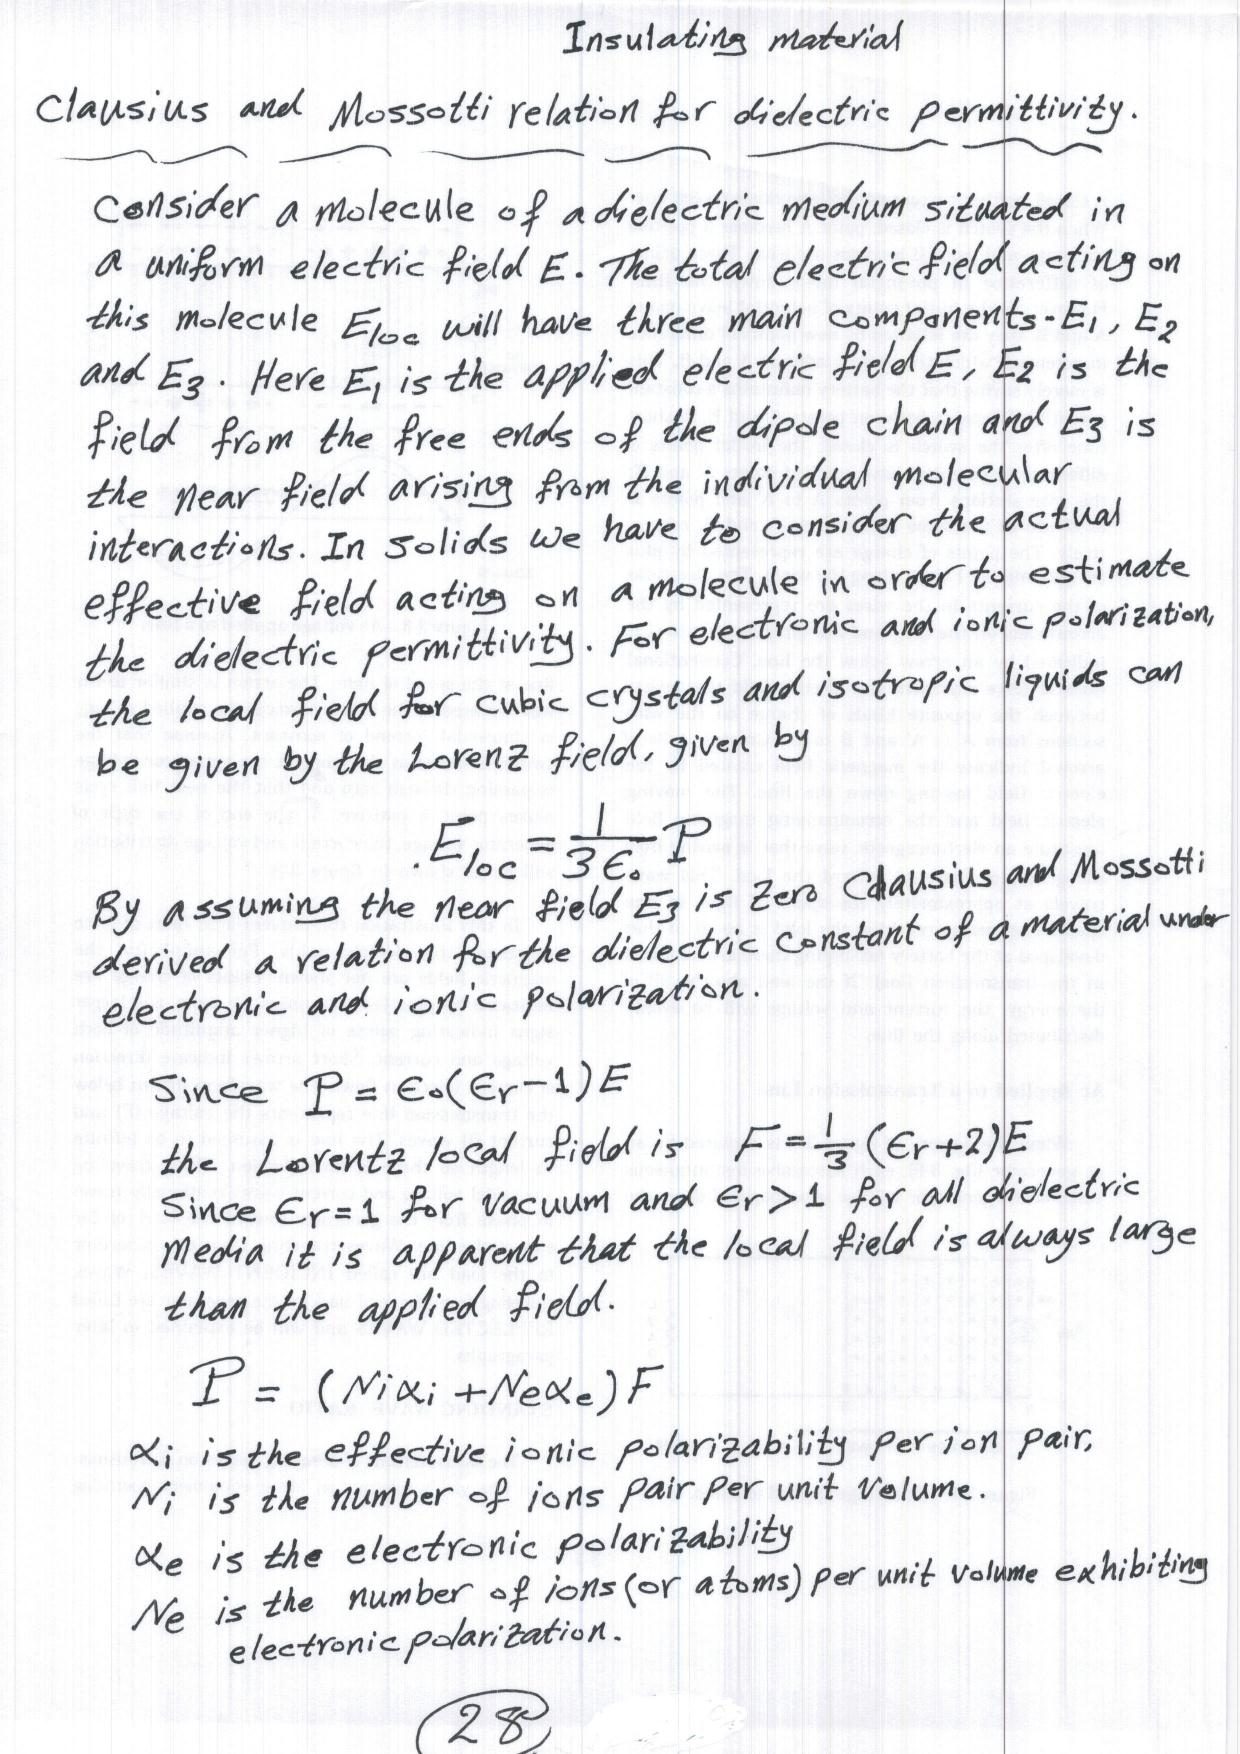 Insulating material
Clausius and Mossotti relation for dielectric permittivity.
Consider a molecule of a dielectric medium situated in
a uniform electric field E. The total electric field acting on
this molecule Eloc will have three main components - E1, E2
and E3. Here E1 is the applied electric field E, E2 is the
field from the free ends of the dipole chain and E3 is
the near field arising from the individual molecular
interactions. In solids we have to consider the actual
effective field acting on a molecule in order to estimate
the dielectric permittivity. For electronic and ionic polarization,
the local field for cubic crystals and isotropic liquids can
be given by the Lorenz field, given by
Eloc = 1/3ϵ₀ P
By assuming the near field E3 is zero Clausius and Mossotti
derived a relation for the dielectric constant of a material under
electronic and ionic polarization.
Since P = ϵ₀(ϵr-1)E
the Lorentz local field is F = 1/3 (ϵr+2)E
Since ϵr=1 for vacuum and ϵr>1 for all dielectric
media it is apparent that the local field is always large
than the applied field.
P = (Niαi + Neαe)F
αi is the effective ionic polarizability per ion pair,
Ni is the number of ions pair per unit volume.
αe is the electronic polarizability
Ne is the number of ions (or atoms) per unit volume exhibiting
electronic polarization.
28